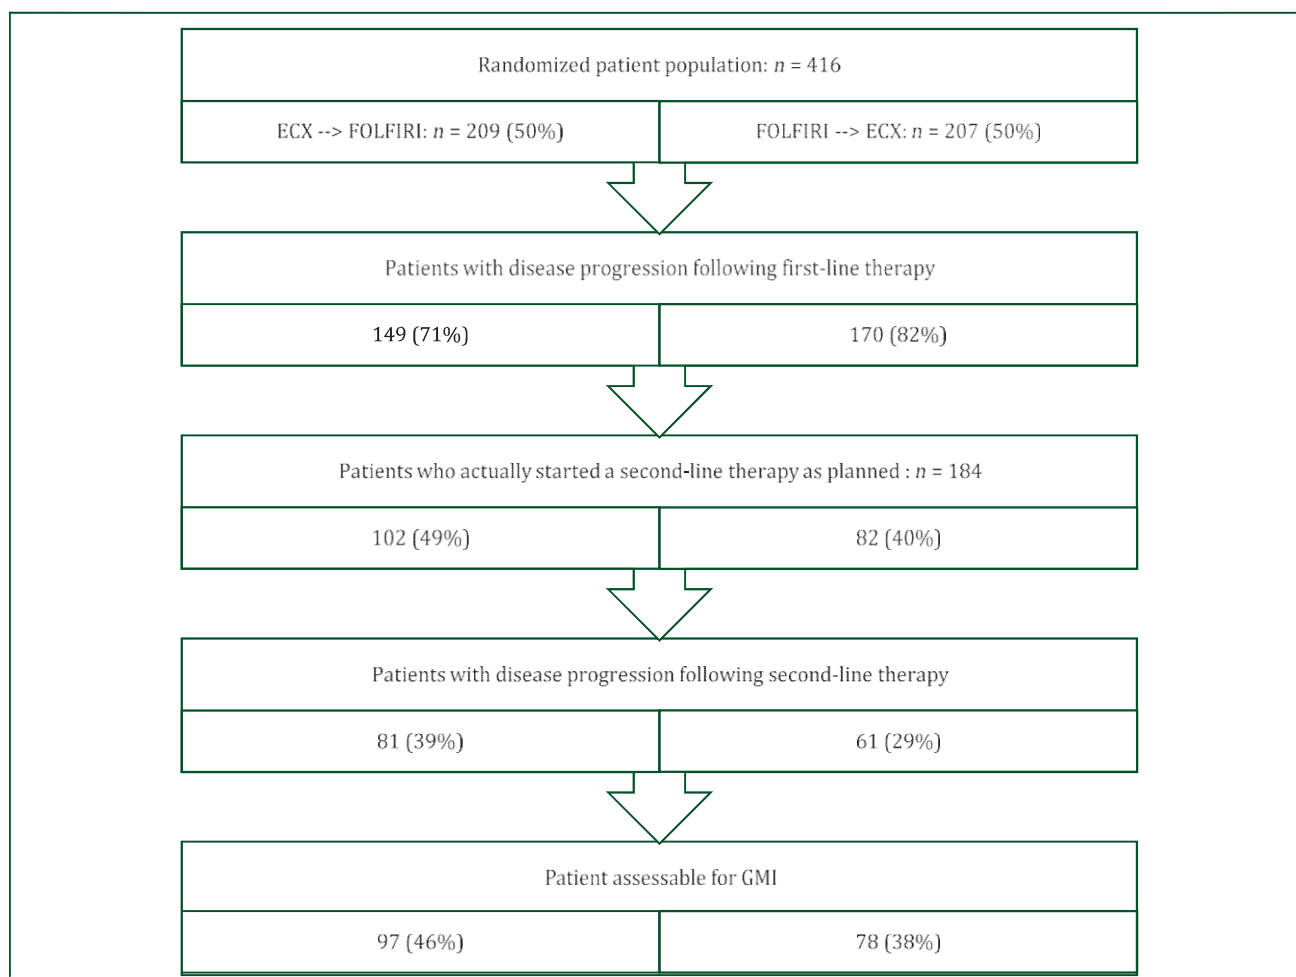 Randomized patient population: n = 416
ECX --> FOLFIRI: n = 209 (50%)
FOLFIRI --> ECX: n = 207 (50%)
Patients with disease progression following first-line therapy
149 (71%)
170 (82%)
Patients who actually started a second-line therapy as planned : n = 184
102 (49%)
82 (40%)
Patients with disease progression following second-line therapy
81 (39%)
61 (29%)
Patient assessable for GMI
97 (46%)
78 (38%)